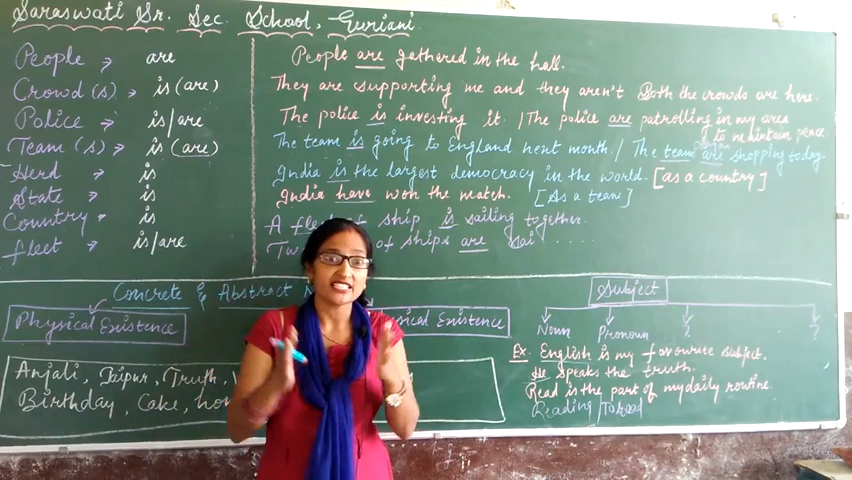 Saraswati Sr. Sec. School, Guriani.
People → are
Crowd (s) → is (are)
Police → is/are
Team (s) → is (are)
Herd → is
State → is
Country → is
fleet → is/are
People are gathered in the hall.
They are supporting me and they aren't Both the crowds are here.
The police is investing it. / The police are patrolling in my area
to maintain peace
The team is going to England next month. / The team are shopping today.
India is the largest democracy in the world. [as a country]
India have won the match. [As a team]
A fleet of ship is sailing together.
of ships are sai .....
Concrete & Abstract
Physical Existence
Existence
Anjali, Jaipur, Truth,
Birthday, Cake,
Subject
Noun Pronoun ? ?
Ex. English is my favourite subject.
He speaks the truth.
Read is the part of my daily routine.
Reading / To read